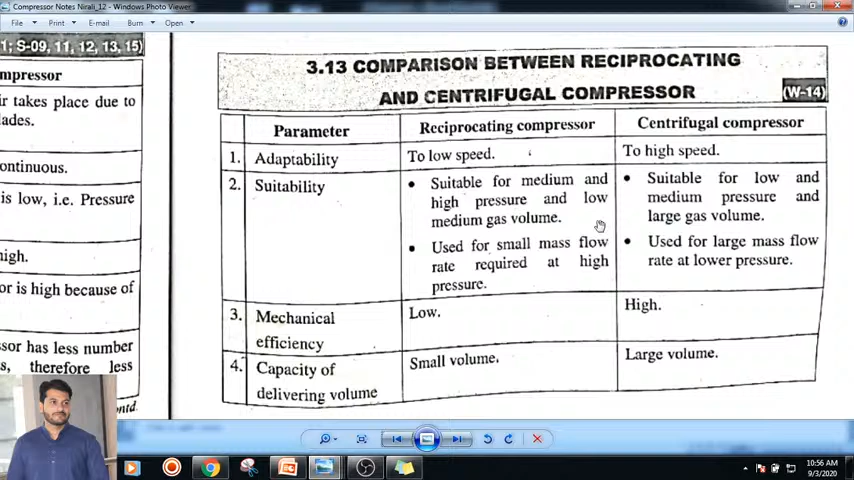 Compressor Notes Nirali_12 - Windows Photo Viewer
File Print E-mail Burn Open
1; S-09, 11, 12, 13, 15)
mpressor
ir takes place due to
lades.
ontinuous.
is low, i.e. Pressure
igh.
or is high because of
sor has less number
s, therefore less
ontd.
3.13 COMPARISON BETWEEN RECIPROCATING
AND CENTRIFUGAL COMPRESSOR
(W-14)
Parameter Reciprocating compressor Centrifugal compressor
1. Adaptability To low speed. To high speed.
2. Suitability
• Suitable for medium and
high pressure and low
medium gas volume.
• Used for small mass flow
rate required at high
pressure.
• Suitable for low and
medium pressure and
large gas volume.
• Used for large mass flow
rate at lower pressure.
3. Mechanical
efficiency
Low. High.
4. Capacity of
delivering volume
Small volume. Large volume.
10:56 AM
9/3/2020